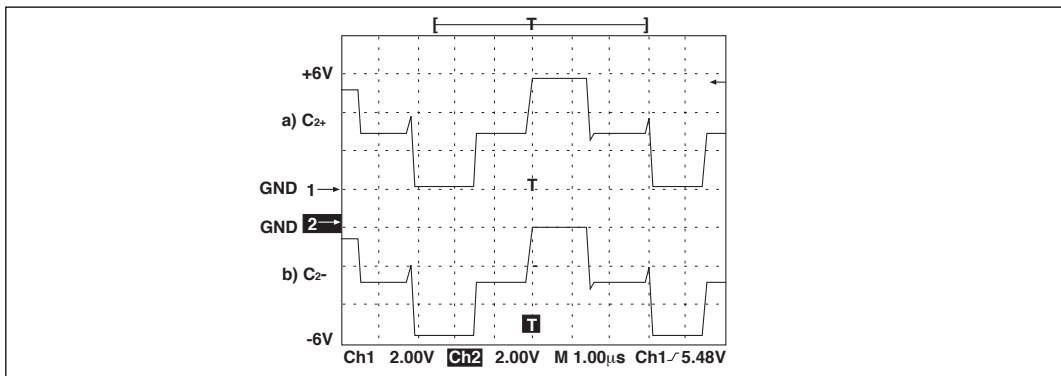 [ T ]
+6V
a) C2+
GND 1
T
GND 2
b) C2-
T
-6V
Ch1 2.00V Ch2 2.00V M 1.00μs Ch1 5.48V